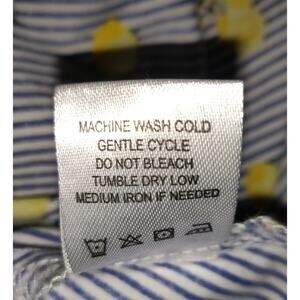 MACHINE WASH COLD
GENTLE CYCLE
DO NOT BLEACH
TUMBLE DRY LOW
MEDIUM IRON IF NEEDED